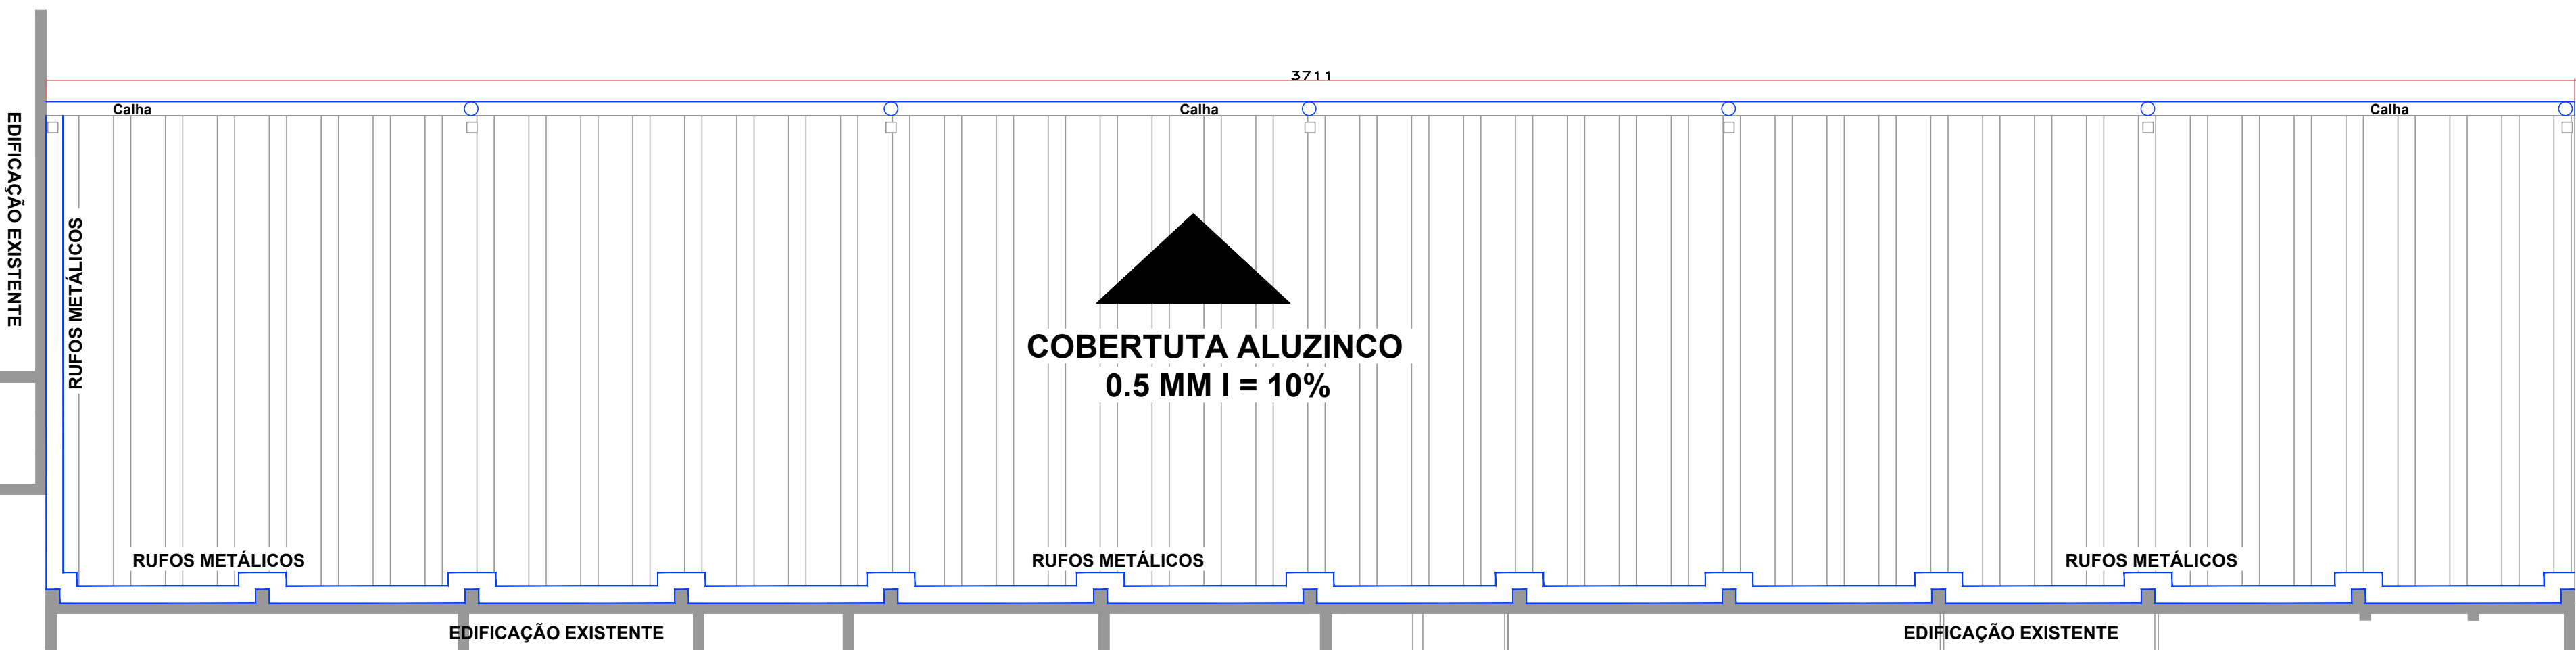 3711
Calha
Calha
Calha
EDIFICAÇÃO EXISTENTE
RUFOS METÁLICOS
COBERTUTA ALUZINCO
0.5 MM I = 10%
RUFOS METÁLICOS
RUFOS METÁLICOS
RUFOS METÁLICOS
EDIFICAÇÃO EXISTENTE
EDIFICAÇÃO EXISTENTE